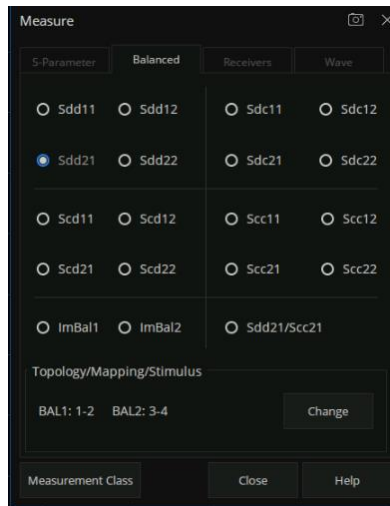 Measure
S-Parameter Balanced Receivers Wave
Sdd11 Sdd12 Sdc11 Sdc12
Sdd21 Sdd22 Sdc21 Sdc22
Scd11 Scd12 Scc11 Scc12
Scd21 Scd22 Scc21 Scc22
ImBal1 ImBal2 Sdd21/Scc21
Topology/Mapping/Stimulus
BAL1: 1-2 BAL2: 3-4 Change
Measurement Class Close Help